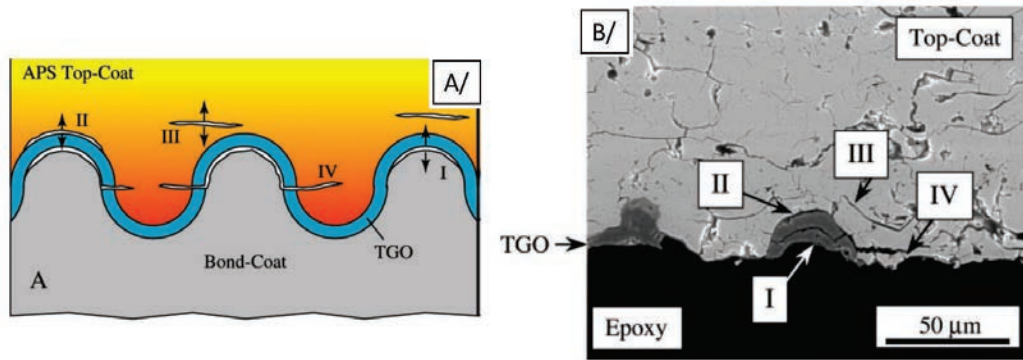 A/
APS Top-Coat
II
III
I
IV
TGO
Bond-Coat
A
B/
Top-Coat
III
II
IV
TGO
I
Epoxy
50 µm